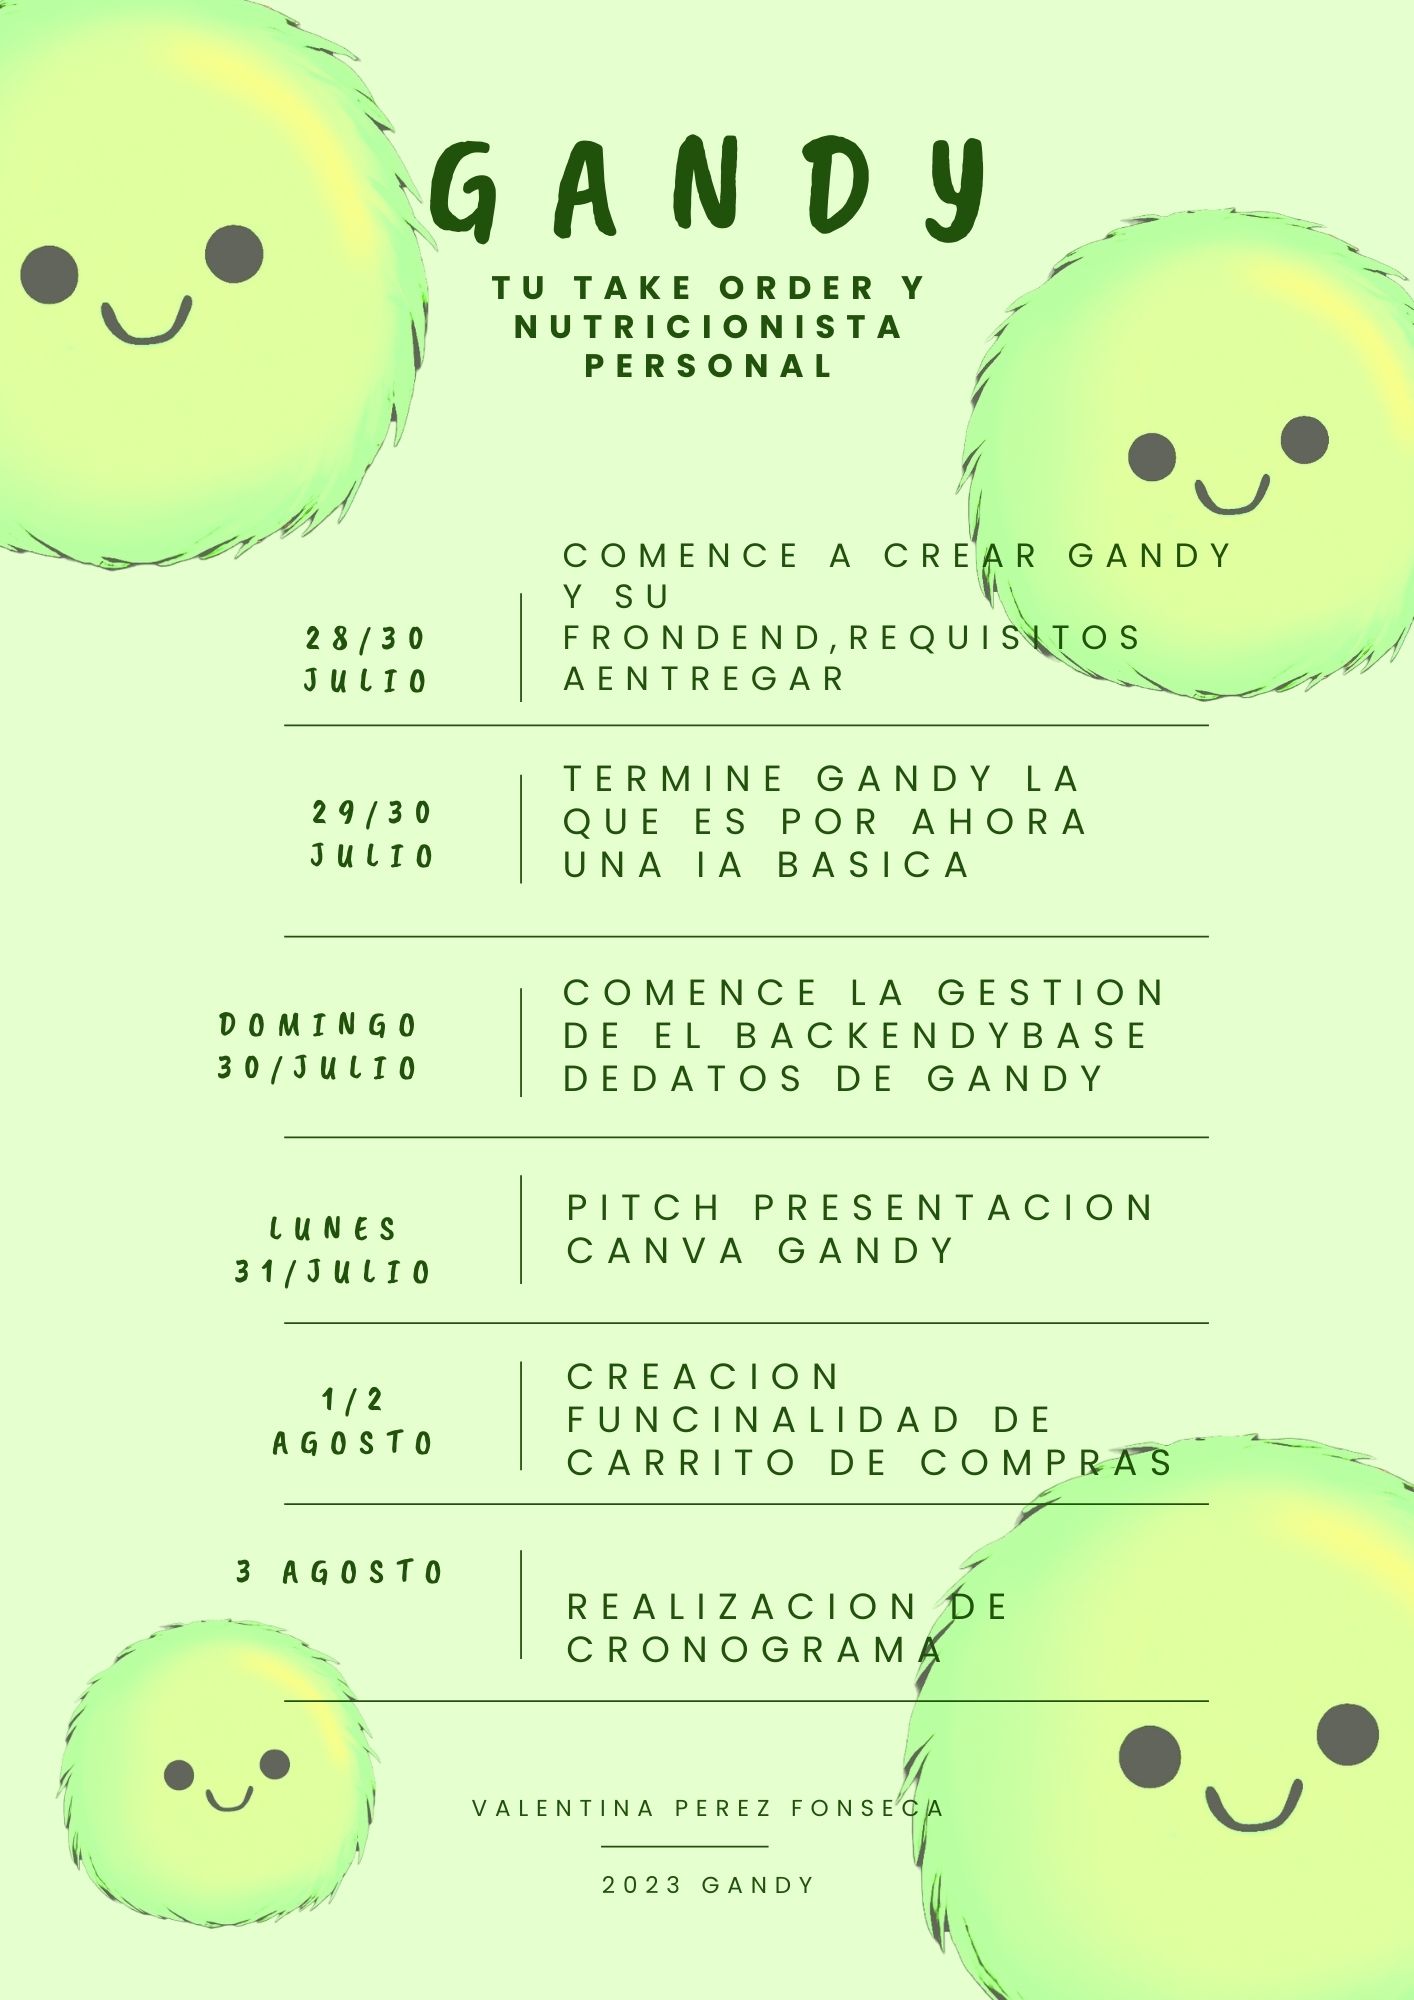 GANDY
TU TAKE ORDER Y
NUTRICIONISTA
PERSONAL
28/30
JULIO
COMENCE A CREAR GANDY
Y SU
FRONDEND,REQUISITOS
AENTREGAR
29/30
JULIO
TERMINE GANDY LA
QUE ES POR AHORA
UNA IA BASICA
DOMINGO
30/JULIO
COMENCE LA GESTION
DE EL BACKENDYBASE
DEDATOS DE GANDY
LUNES
31/JULIO
PITCH PRESENTACION
CANVA GANDY
1/2
AGOSTO
CREACION
FUNCINALIDAD DE
CARRITO DE COMPRAS
3 AGOSTO
REALIZACION DE
CRONOGRAMA
VALENTINA PEREZ FONSECA
2023 GANDY